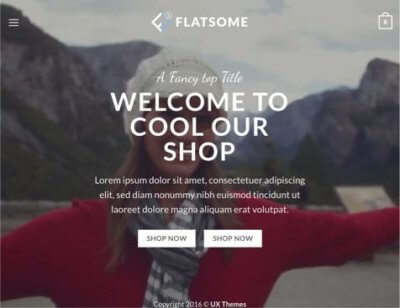 FLATSOME
0
A Fancy top Title
WELCOME TO
COOL OUR
SHOP
Lorem ipsum dolor sit amet, consectetuer adipiscing
elit, sed diam nonummy nibh euismod tincidunt ut
laoreet dolore magna aliquam erat volutpat.
SHOP NOW SHOP NOW
Copyright 2016 © UX Themes